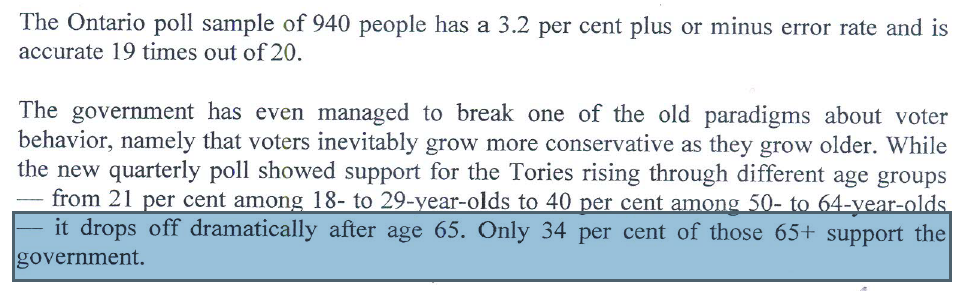 The Ontario poll sample of 940 people has a 3.2 per cent plus or minus error rate and is
accurate 19 times out of 20.
The government has even managed to break one of the old paradigms about voter
behavior, namely that voters inevitably grow more conservative as they grow older. While
the new quarterly poll showed support for the Tories rising through different age groups
— from 21 per cent among 18- to 29-year-olds to 40 per cent among 50- to 64-year-olds
— it drops off dramatically after age 65. Only 34 per cent of those 65+ support the
government.